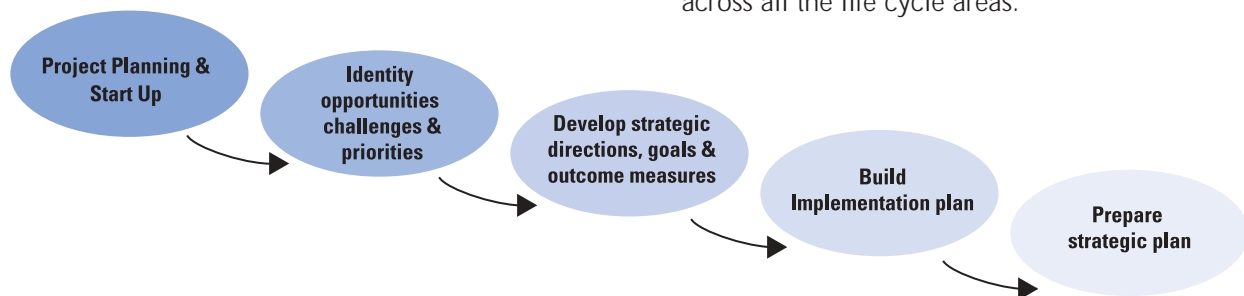 across all the life cycle areas.
Project Planning &
Start Up
Identity
opportunities
challenges &
priorities
Develop strategic
directions, goals &
outcome measures
Build
Implementation plan
Prepare
strategic plan